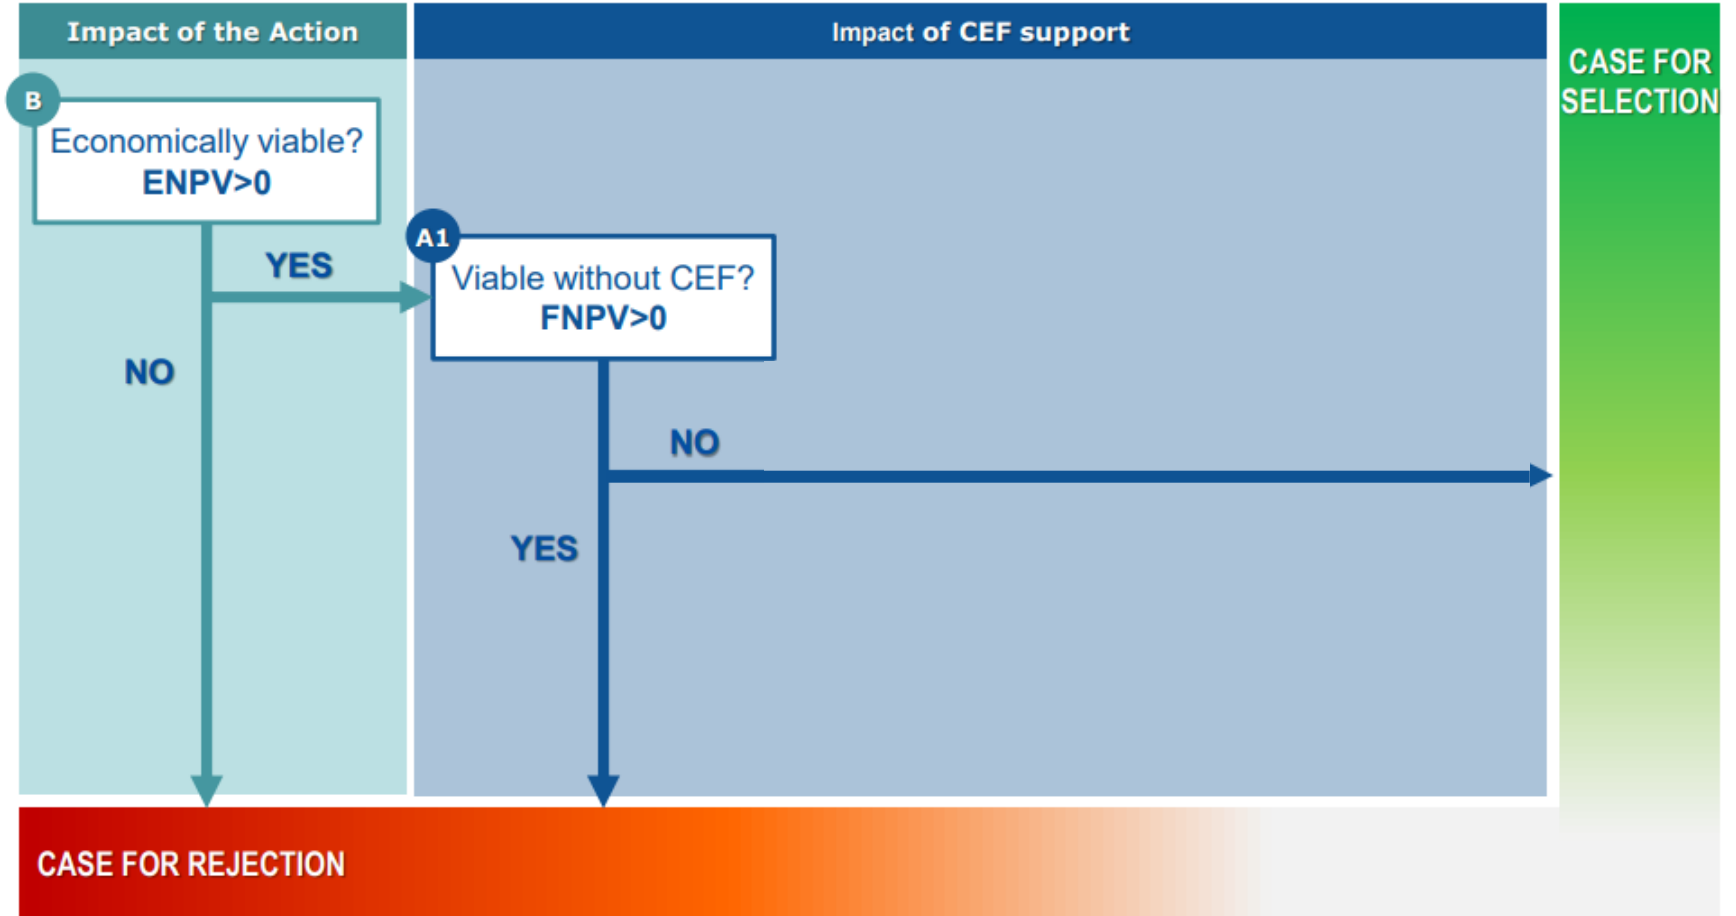 Impact of the Action
Impact of CEF support
CASE FOR
SELECTION
B
Economically viable?
ENPV>0
YES
NO
A1
Viable without CEF?
FNPV>0
NO
YES
CASE FOR REJECTION